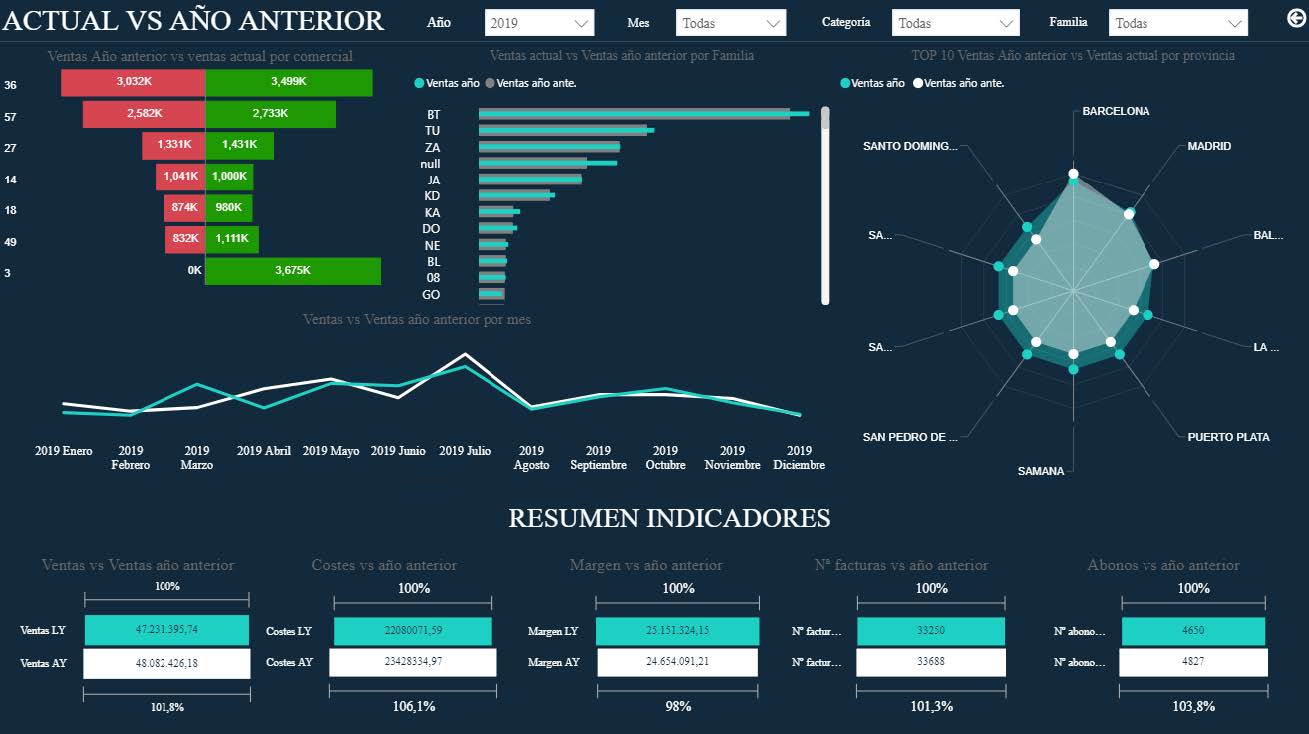 ACTUAL VS AÑO ANTERIOR
Año
2019
Mes
Todas
Categoría
Todas
Familia
Todas
Ventas Año anterior vs ventas actual por comercial
36
3,032K
3,499K
57
2,582K
2,733K
27
1,331K
1,431K
14
1,041K
1,000K
18
874K
980K
49
832K
1,111K
3
0K
3,675K
Ventas actual vs Ventas año anterior por Familia
Ventas año
Ventas año ante.
BT
TU
ZA
null
JA
KD
KA
DO
NE
BL
08
GO
TOP 10 Ventas Año anterior vs Ventas actual por provincia
Ventas año
Ventas año ante.
BARCELONA
MADRID
BAL...
LA ...
PUERTO PLATA
SAMANA
SAN PEDRO DE ...
SA...
SA...
SANTO DOMING...
Ventas vs Ventas año anterior por mes
2019 Enero
2019
Febrero
2019
Marzo
2019 Abril
2019 Mayo
2019 Junio
2019 Julio
2019
Agosto
2019
Septiembre
2019
Octubre
2019
Noviembre
2019
Diciembre
RESUMEN INDICADORES
Ventas vs Ventas año anterior
100%
Ventas LY
47.231.395,74
Ventas AY
48.082.426,18
101,8%
Costes vs año anterior
100%
Costes LY
22080071,59
Costes AY
23428334,97
106,1%
Margen vs año anterior
100%
Margen LY
25.151.324,15
Margen AY
24.654.091,21
98%
Nª facturas vs año anterior
100%
Nº factur...
33250
Nº factur...
33688
101,3%
Abonos vs año anterior
100%
Nº abono...
4650
Nº abono...
4827
103,8%